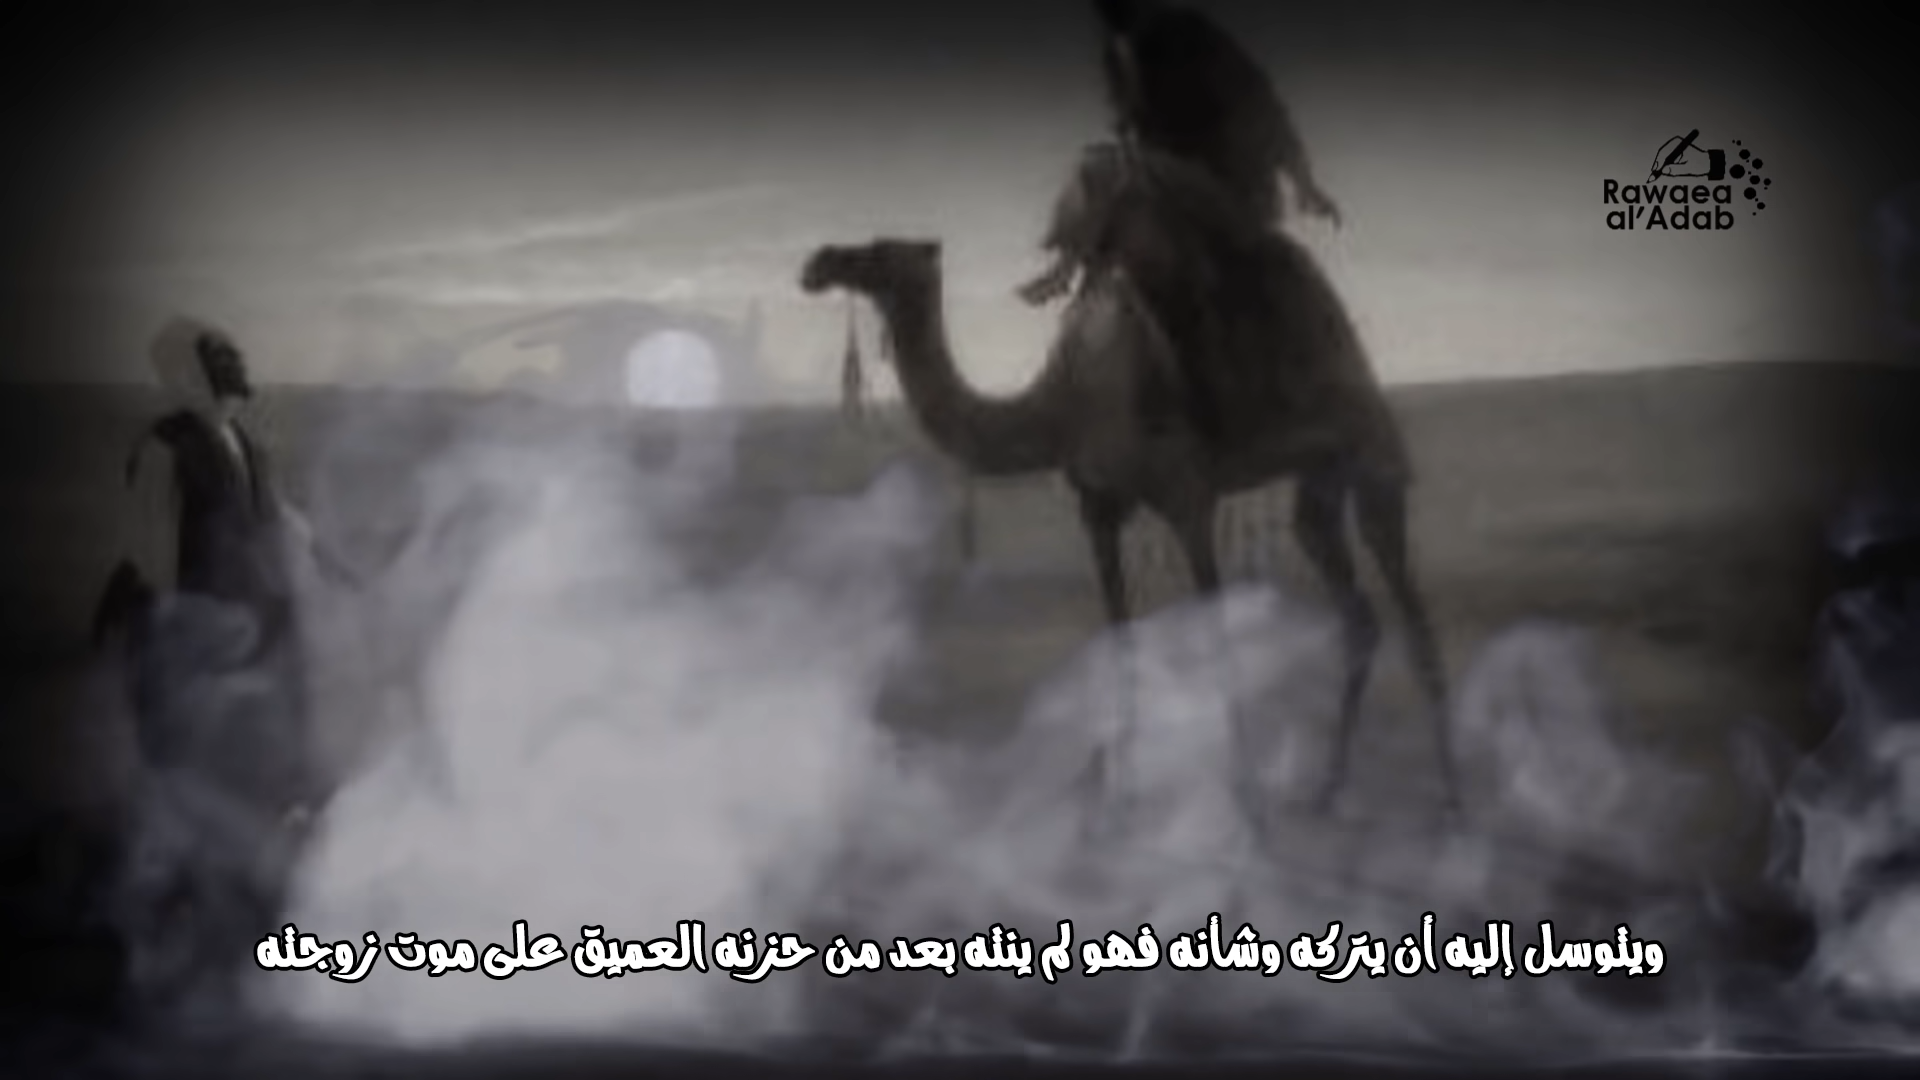 Rawaea
al'Adab
ويتوسل إليه أن يتركه وشأنه فهو لم ينته بعد من حزنه العميق على موت زوجته